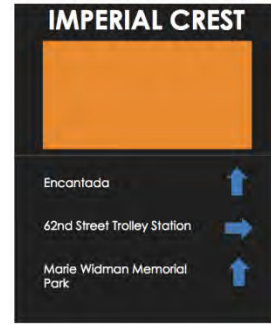 IMPERIAL CREST
Encantada
62nd Street Trolley Station
Marie Widman Memorial
Park